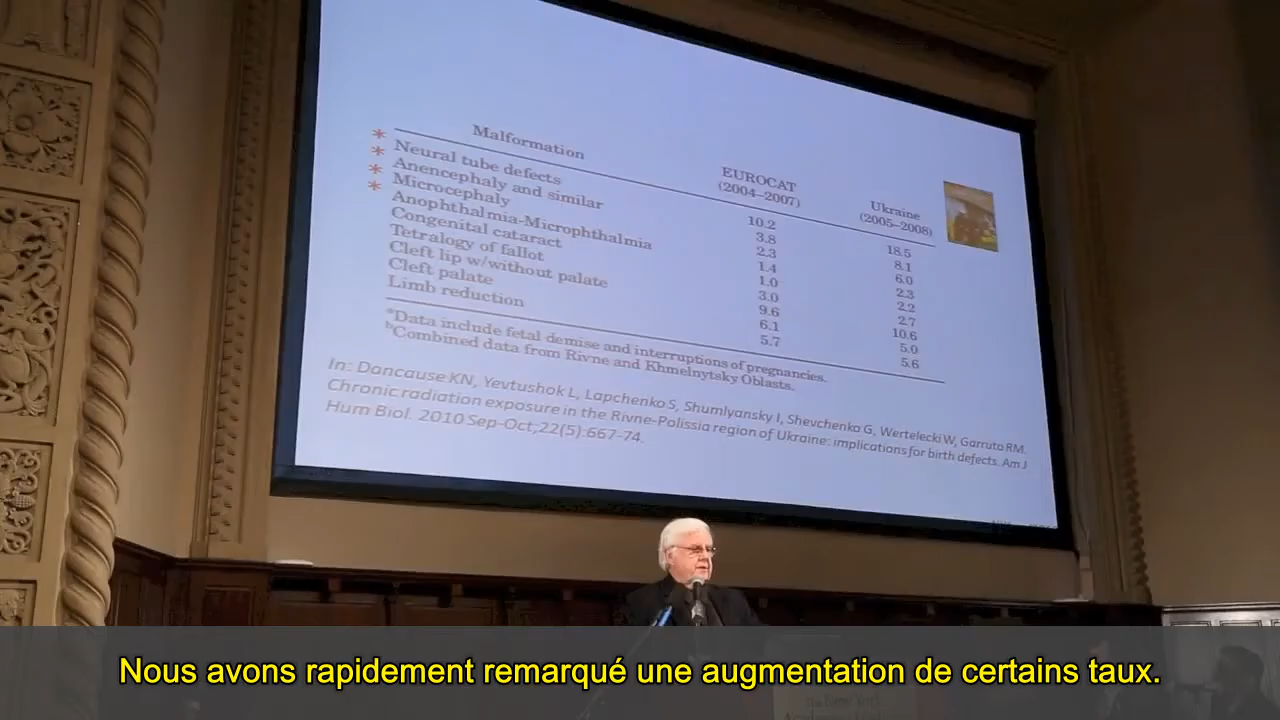 Malformation
EUROCAT
(2004–2007)
Ukraine
(2005–2008)
* Neural tube defects 10.2 18.5
* Anencephaly and similar 3.8 8.1
* Microcephaly 2.3 6.0
* Anophthalmia-Microphthalmia 1.4 2.3
Congenital cataract 1.0 2.2
Tetralogy of fallot 3.0 2.7
Cleft lip w/without palate 9.6 10.6
Cleft palate 6.1 5.0
Limb reduction 5.7 5.6
aData include fetal demise and interruptions of pregnancies.
bCombined data from Rivne and Khmelnytsky Oblasts.
In: Dancause KN, Yevtushok L, Lapchenko S, Shumlyansky I, Shevchenko G, Wertelecki W, Garruto RM.
Chronic radiation exposure in the Rivne-Polissia region of Ukraine: implications for birth defects. Am J
Hum Biol. 2010 Sep-Oct;22(5):667-74.
Nous avons rapidement remarqué une augmentation de certains taux.
The New York